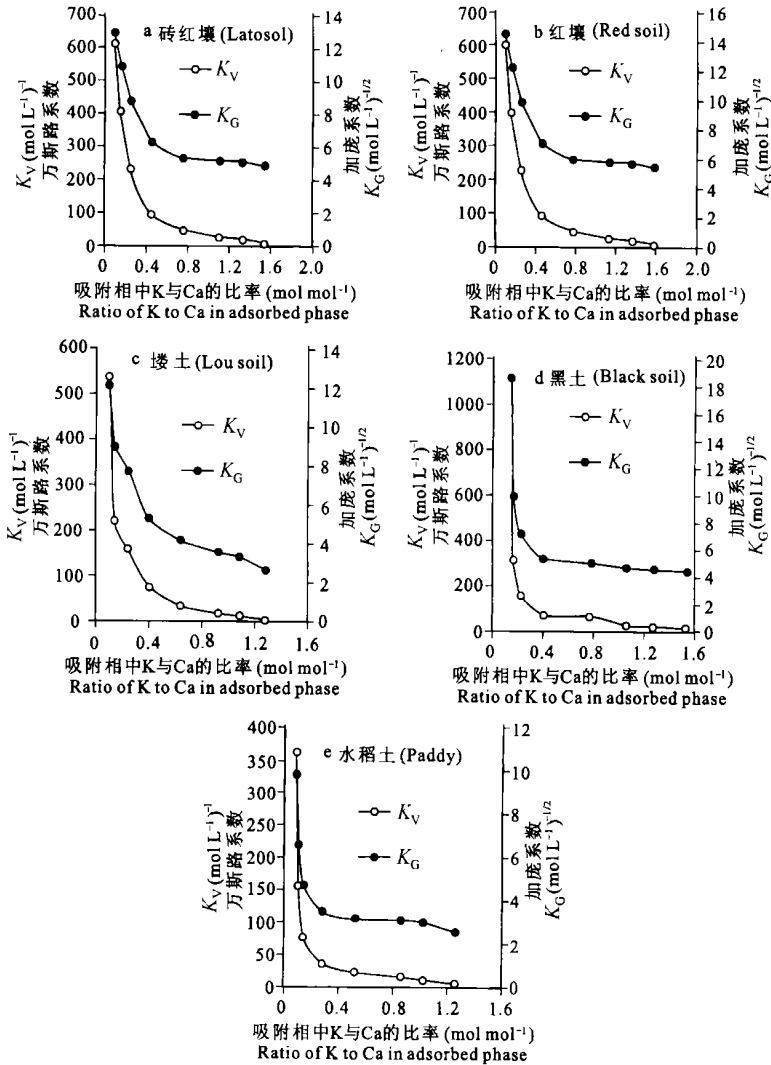 a 砖红壤 (Latosol)
K_V
K_G
700
600
500
400
300
200
100
0
14
12
10
8
6
4
2
0
K_V (mol L⁻¹)⁻¹
万斯路系数
加庞系数
K_G (mol L⁻¹)⁻¹/²
0 0.4 0.8 1.2 1.6 2.0
吸附相中K与Ca的比率 (mol mol⁻¹)
Ratio of K to Ca in adsorbed phase
b 红壤 (Red soil)
K_V
K_G
700
600
500
400
300
200
100
0
16
14
12
10
8
6
4
2
0
K_V (mol L⁻¹)⁻¹
万斯路系数
加庞系数
K_G (mol L⁻¹)⁻¹/²
0 0.4 0.8 1.2 1.6 2.0
吸附相中K与Ca的比率 (mol mol⁻¹)
Ratio of K to Ca in adsorbed phase
c 塿土 (Lou soil)
K_V
K_G
600
500
400
300
200
100
0
14
12
10
8
6
4
2
0
K_V (mol L⁻¹)⁻¹
万斯路系数
加庞系数
K_G (mol L⁻¹)⁻¹/²
0 0.4 0.8 1.2 1.6
吸附相中K与Ca的比率 (mol mol⁻¹)
Ratio of K to Ca in adsorbed phase
d 黑土 (Black soil)
K_V
K_G
1200
1000
800
600
400
200
0
20
18
16
14
12
10
8
6
4
2
0
K_V (mol L⁻¹)⁻¹
万斯路系数
加庞系数
K_G (mol L⁻¹)⁻¹/²
0 0.4 0.8 1.2 1.6
吸附相中K与Ca的比率 (mol mol⁻¹)
Ratio of K to Ca in adsorbed phase
e 水稻土 (Paddy)
K_V
K_G
400
350
300
250
200
150
100
50
0
12
10
8
6
4
2
0
K_V (mol L⁻¹)⁻¹
万斯路系数
加庞系数
K_G (mol L⁻¹)⁻¹/²
0 0.4 0.8 1.2 1.6
吸附相中K与Ca的比率 (mol mol⁻¹)
Ratio of K to Ca in adsorbed phase